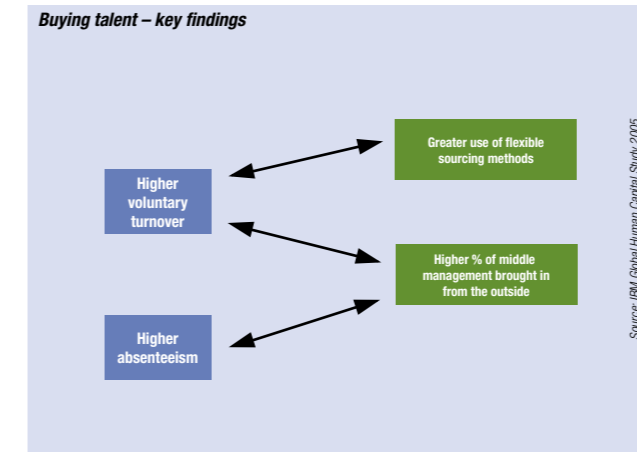 Buying talent – key findings
Greater use of flexible
sourcing methods
Higher
voluntary
turnover
Higher % of middle
management brought in
from the outside
Higher
absenteeism
Source: IBM Global Human Capital Study 2005